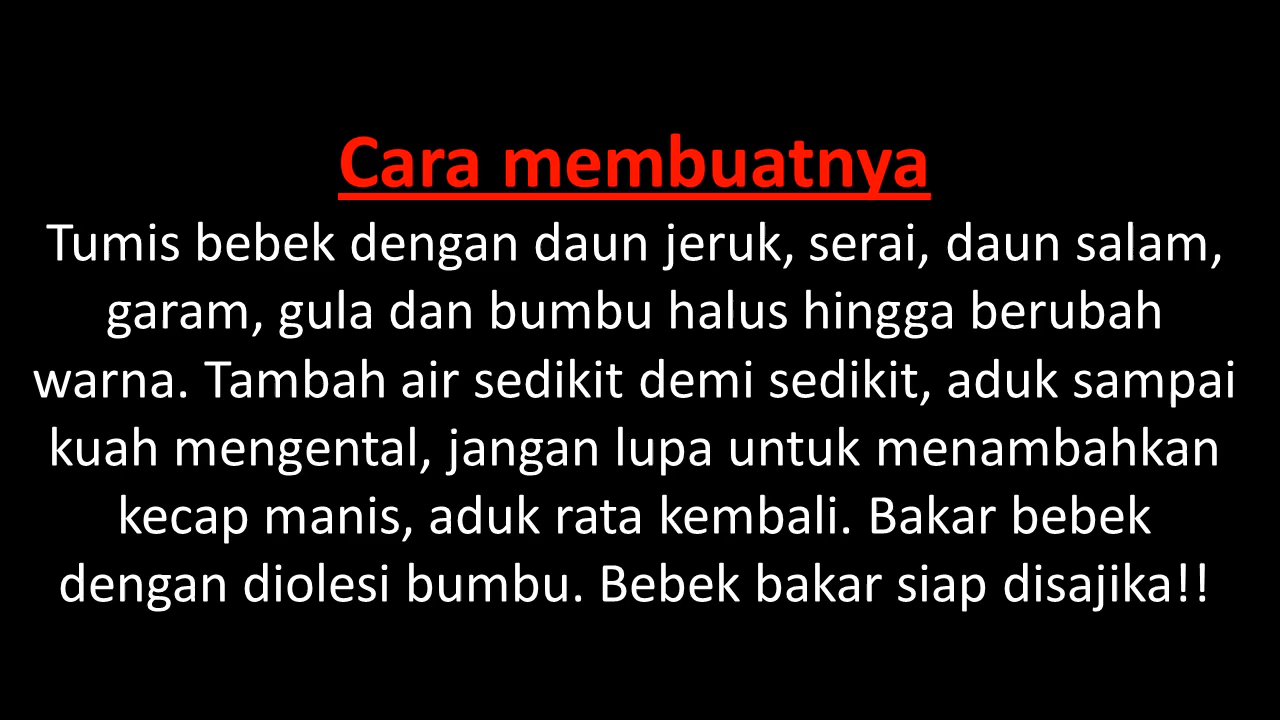 Cara membuatnya
Tumis bebek dengan daun jeruk, serai, daun salam,
garam, gula dan bumbu halus hingga berubah
warna. Tambah air sedikit demi sedikit, aduk sampai
kuah mengental, jangan lupa untuk menambahkan
kecap manis, aduk rata kembali. Bakar bebek
dengan diolesi bumbu. Bebek bakar siap disajika!!